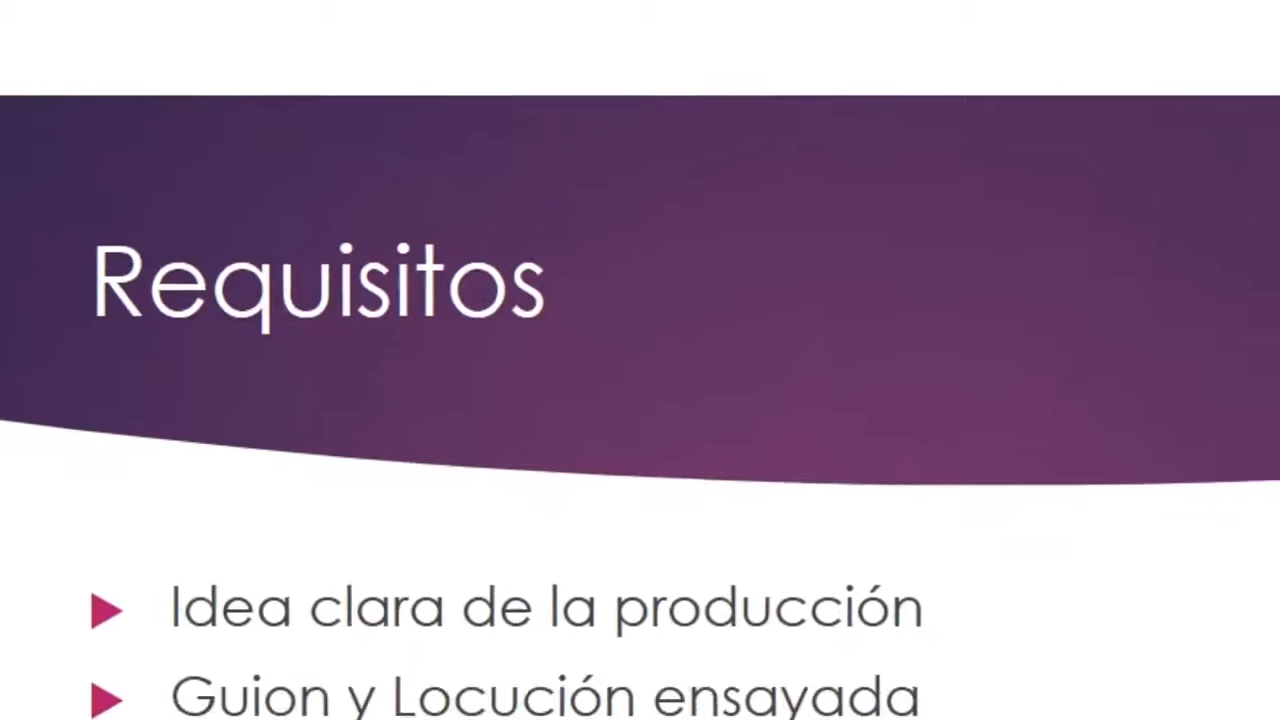 Requisitos
Idea clara de la producción
Guion y Locución ensayada